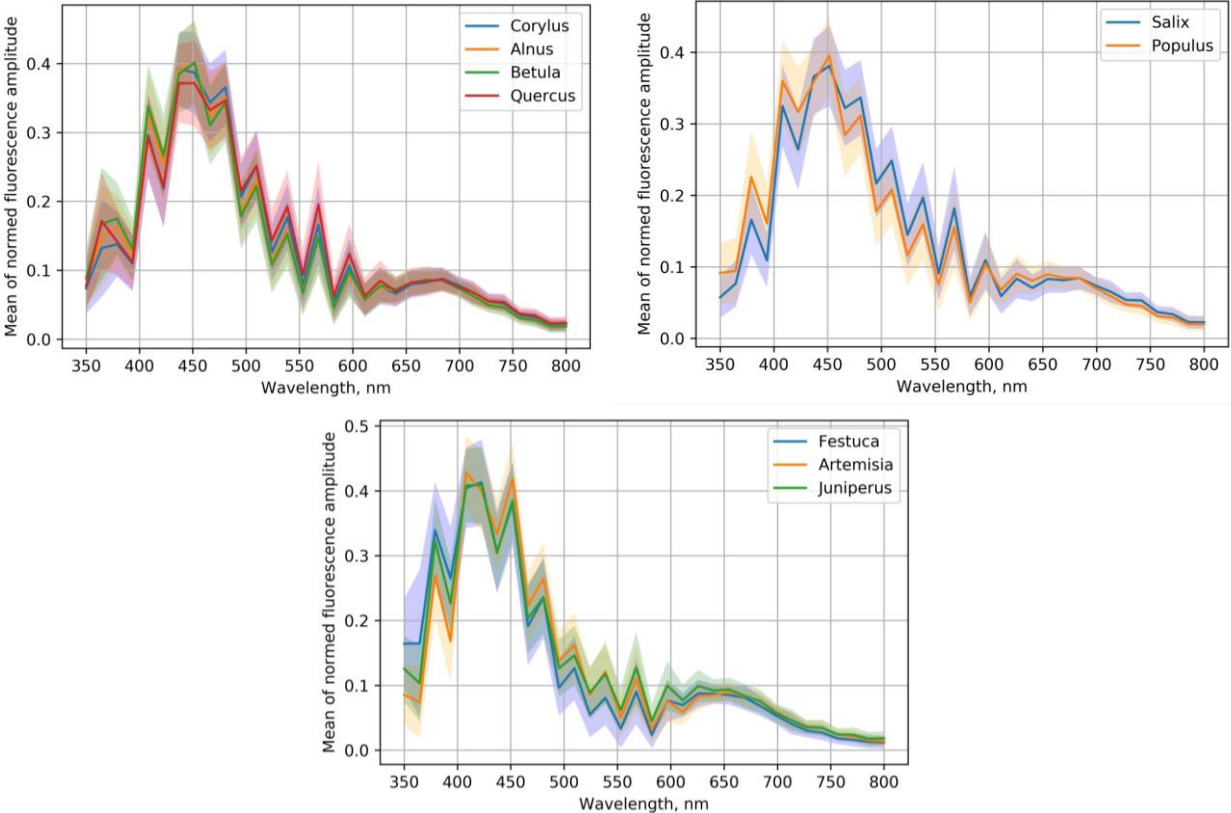 Mean of normed fluorescence amplitude
0.4
0.3
0.2
0.1
0.0
350 400 450 500 550 600 650 700 750 800
Wavelength, nm
Corylus
Alnus
Betula
Quercus
Mean of normed fluorescence amplitude
0.4
0.3
0.2
0.1
0.0
350 400 450 500 550 600 650 700 750 800
Wavelength, nm
Salix
Populus
Mean of normed fluorescence amplitude
0.5
0.4
0.3
0.2
0.1
0.0
350 400 450 500 550 600 650 700 750 800
Wavelength, nm
Festuca
Artemisia
Juniperus